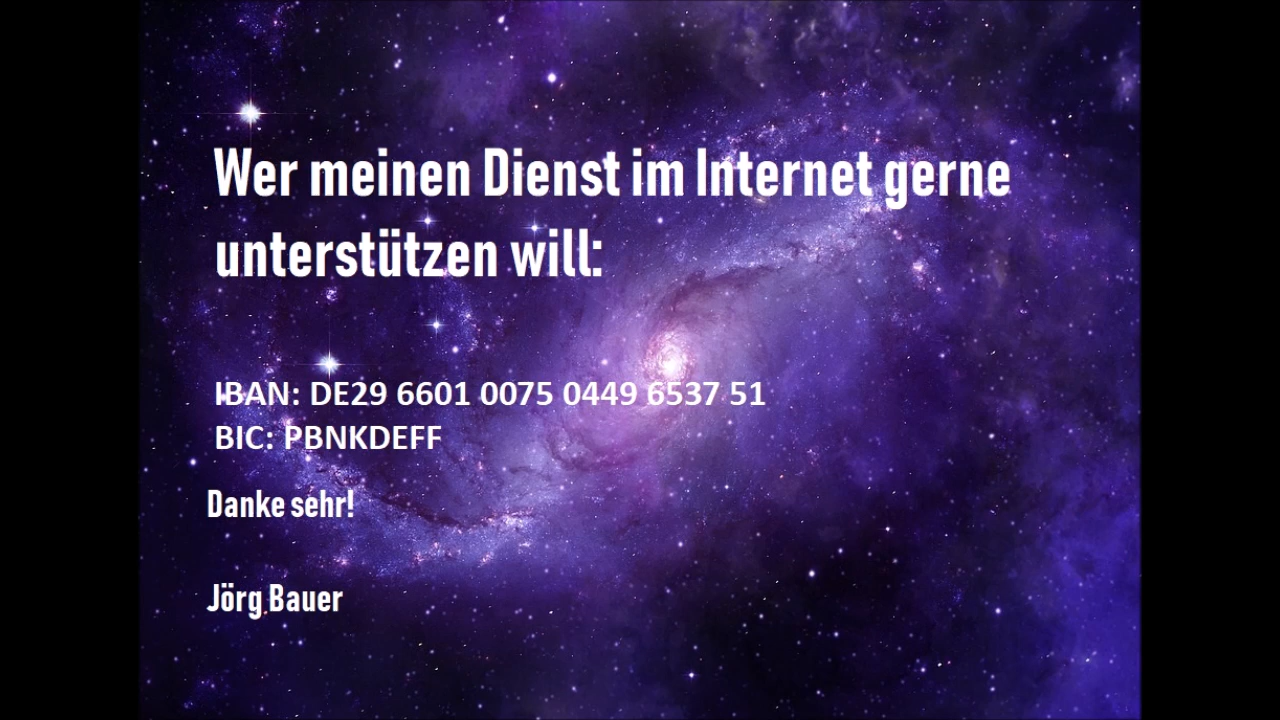 Wer meinen Dienst im Internet gerne
unterstützen will:
IBAN: DE29 6601 0075 0449 6537 51
BIC: PBNKDEFF
Danke sehr!
Jörg Bauer